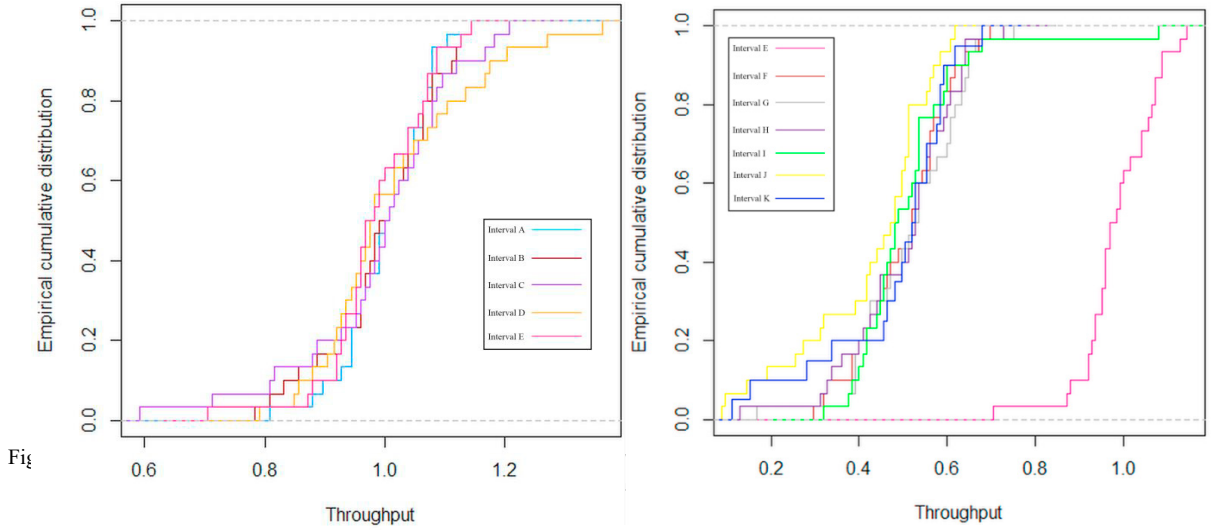 Empirical cumulative distribution
1.0
0.8
0.6
0.4
0.2
0.0
Interval A
Interval B
Interval C
Interval D
Interval E
0.6 0.8 1.0 1.2
Throughput
Empirical cumulative distribution
1.0
0.8
0.6
0.4
0.2
0.0
Interval E
Interval F
Interval G
Interval H
Interval I
Interval J
Interval K
0.2 0.4 0.6 0.8 1.0
Throughput